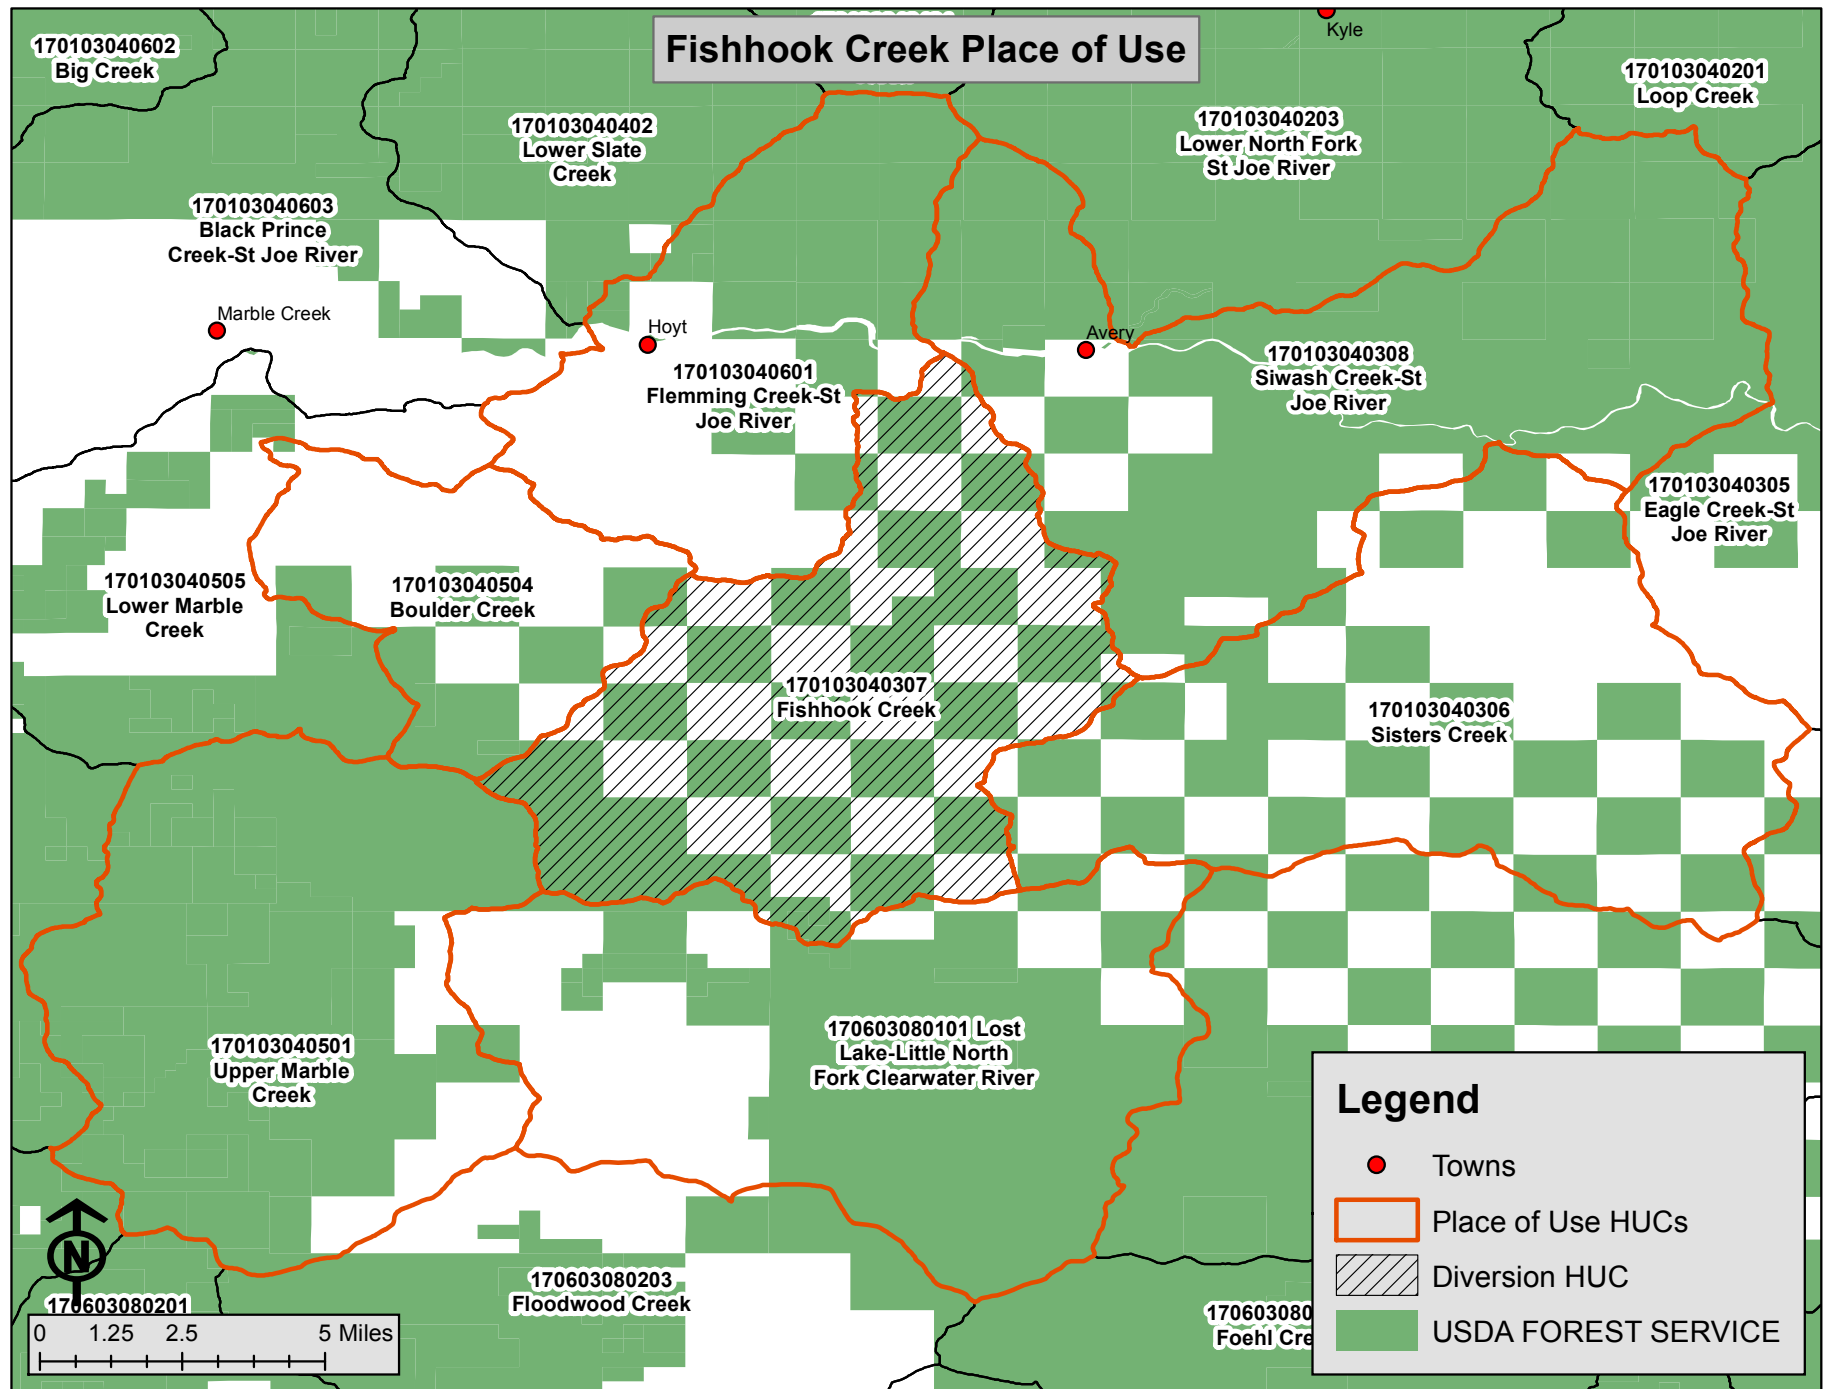 Fishhook Creek Place of Use
Kyle
170103040602
Big Creek
170103040201
Loop Creek
170103040402
Lower Slate
Creek
170103040203
Lower North Fork
St Joe River
170103040603
Black Prince
Creek-St Joe River
Marble Creek
Hoyt
Avery
170103040601
Flemming Creek-St
Joe River
170103040308
Siwash Creek-St
Joe River
170103040305
Eagle Creek-St
Joe River
170103040505
Lower Marble
Creek
170103040504
Boulder Creek
170103040307
Fishhook Creek
170103040306
Sisters Creek
170103040501
Upper Marble
Creek
170603080101 Lost
Lake-Little North
Fork Clearwater River
170603080203
Floodwood Creek
170603080
Foehl Cre
170603080201
N
0 1.25 2.5 5 Miles
Legend
Towns
Place of Use HUCs
Diversion HUC
USDA FOREST SERVICE